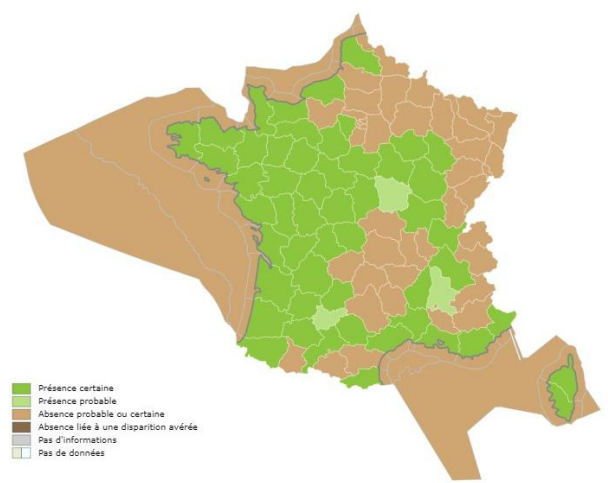 Présence certaine
Présence probable
Absence probable ou certaine
Absence liée à une disparition avérée
Pas d'informations
Pas de données